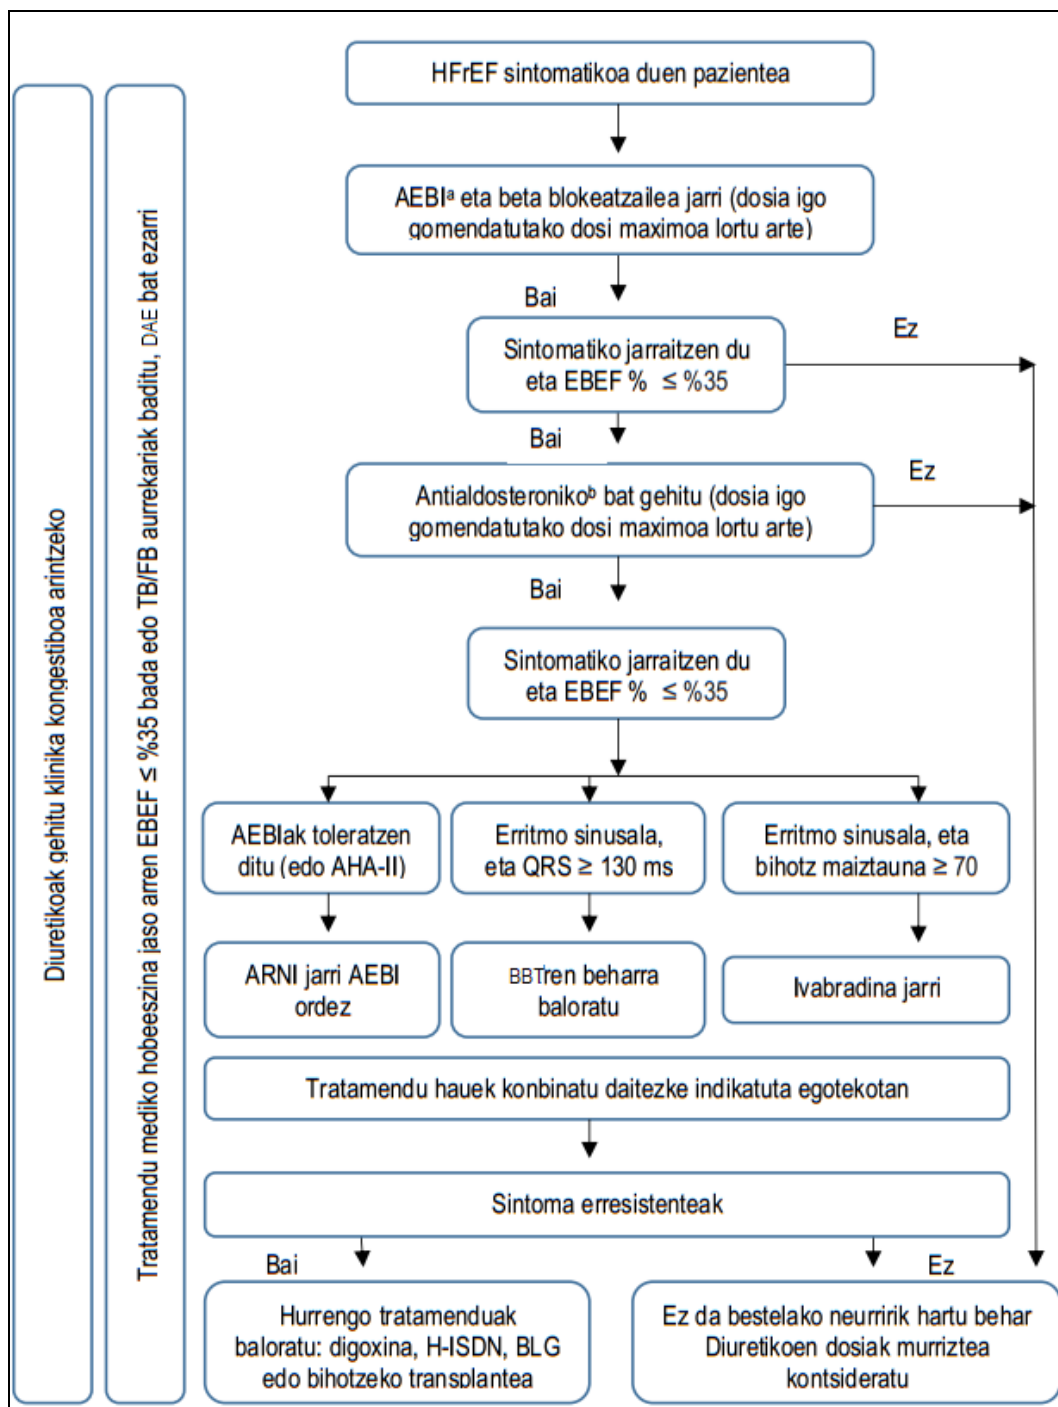 HFrEF sintomatikoa duen pazientea
AEBIᵃ eta beta blokeatzailea jarri (dosia igo
gomendatutako dosi maximoa lortu arte)
Bai
Ez
Sintomatiko jarraitzen du
eta EBEF % ≤ %35
Bai
Ez
Antialdosteronikoᵇ bat gehitu (dosia igo
gomendatutako dosi maximoa lortu arte)
Bai
Sintomatiko jarraitzen du
eta EBEF % ≤ %35
AEBIak toleratzen
ditu (edo AHA-II)
Erritmo sinusala,
eta QRS ≥ 130 ms
Erritmo sinusala, eta
bihotz maiztauna ≥ 70
ARNI jarri AEBI
ordez
BBTren beharra
baloratu
Ivabradina jarri
Tratamendu hauek konbinatu daitezke indikatuta egotekotan
Sintoma erresistenteak
Bai
Ez
Hurrengo tratamenduak
baloratu: digoxina, H-ISDN, BLG
edo bihotzeko transplantea
Ez da bestelako neurririk hartu behar
Diuretikoen dosiak murriztea
kontsideratu
Diuretikoak gehitu klinika kongestiboa arintzeko
Tratamendu mediko hobeeszina jaso arren EBEF ≤ %35 bada edo TB/FB aurrekariak baditu, DAE bat ezarri